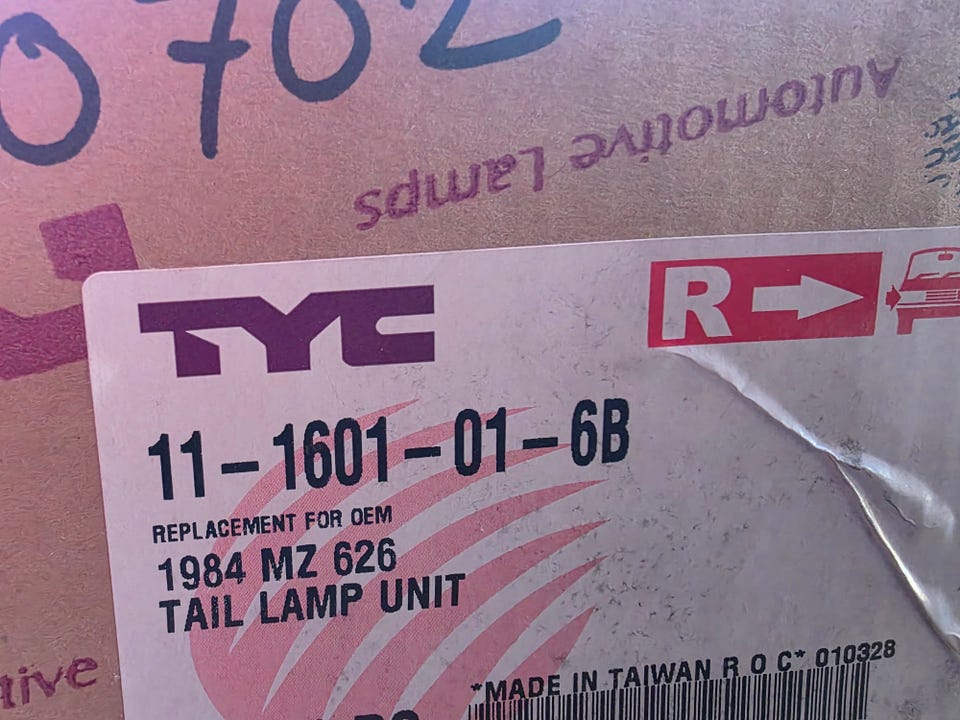 0702
Automotive Lamps
TYC
R
11-1601-01-6B
REPLACEMENT FOR OEM
1984 MZ 626
TAIL LAMP UNIT
*MADE IN TAIWAN R O C* 010328
tive